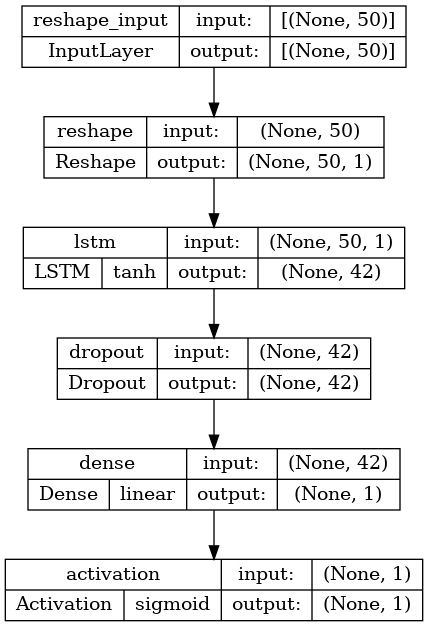 reshape_input input: [(None, 50)]
InputLayer output: [(None, 50)]
reshape input: (None, 50)
Reshape output: (None, 50, 1)
lstm input: (None, 50, 1)
LSTM tanh output: (None, 42)
dropout input: (None, 42)
Dropout output: (None, 42)
dense input: (None, 42)
Dense linear output: (None, 1)
activation input: (None, 1)
Activation sigmoid output: (None, 1)